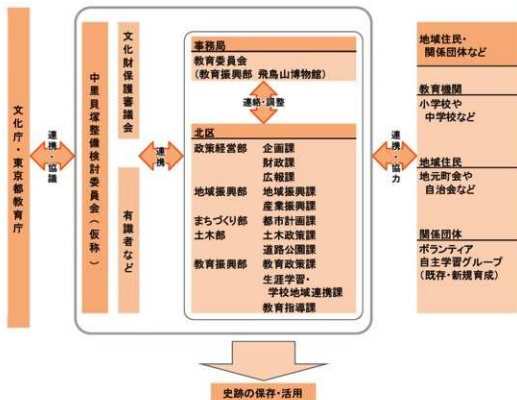 文化庁・東京都教育庁
連携・協議
中里貝塚整備検討委員会(仮称)
文化財保護審議会
有識者など
連携
事務局
教育委員会
(教育振興部 飛鳥山博物館)
連絡・調整
北区
政策経営部 企画課
財政課
広報課
地域振興部 地域振興課
産業振興課
まちづくり部 都市計画課
土木部 土木政策課
道路公園課
教育振興部 教育政策課
生涯学習・
学校地域連携課
教育指導課
連携・協力
地域住民・
関係団体など
教育機関
小学校や
中学校など
地域住民
地元町会や
自治会など
関係団体
ボランティア
自主学習グループ
(既存・新規育成)
史跡の保存・活用